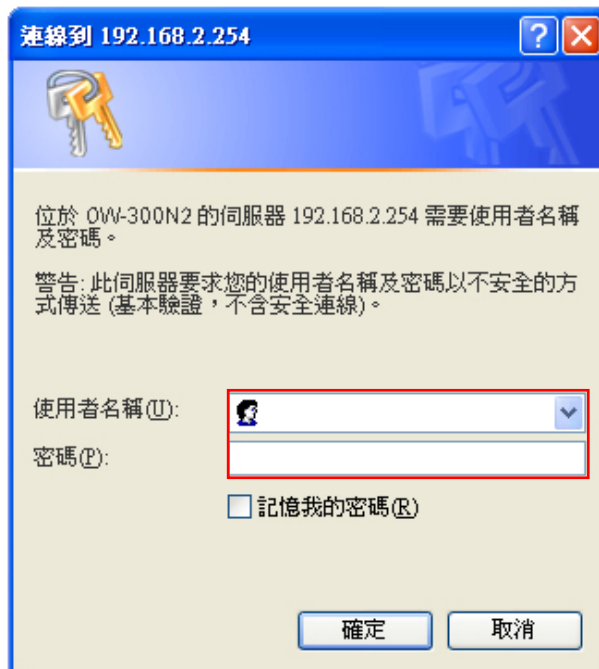 連線到 192.168.2.254
位於 OW-300N2 的伺服器 192.168.2.254 需要使用者名稱
及密碼。
警告: 此伺服器要求您的使用者名稱及密碼以不安全的方
式傳送 (基本驗證，不含安全連線)。
使用者名稱(U):
密碼(P):
記憶我的密碼(R)
確定 取消